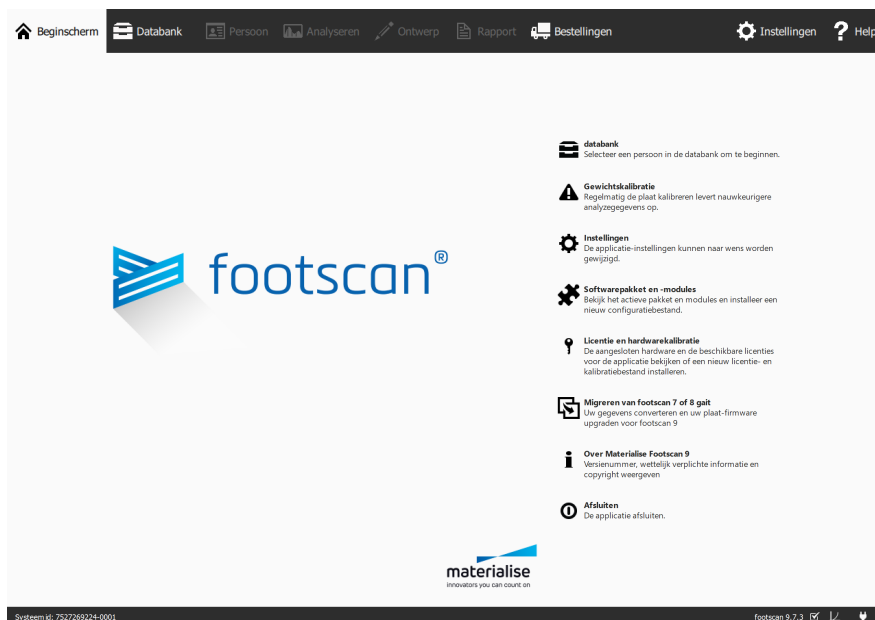 Beginscherm Databank Persoon Analyseren Ontwerp Rapport Bestellingen Instellingen Help
databank
Selecteer een persoon in de databank om te beginnen.
Gewichtskalibratie
Regelmatig de plaat kalibreren levert nauwkeurigere
analyzegegevens op.
Instellingen
De applicatie-instellingen kunnen naar wens worden
gewijzigd.
footscan®
Softwarepakket en -modules
Bekijk het actieve pakket en modules en installeer een
nieuw configuratiebestand.
Licentie en hardwarekalibratie
De aangesloten hardware en de beschikbare licenties
voor de applicatie bekijken of een nieuw licentie- en
kalibratiebestand installeren.
Migreren van footscan 7 of 8 gait
Uw gegevens converteren en uw plaat-firmware
upgraden voor footscan 9
Over Materialise Footscan 9
Versienummer, wettelijk verplichte informatie en
copyright weergeven
Afsluiten
De applicatie afsluiten.
materialise
innovators you can count on
Systeem id: 7527269224-0001 footscan 9.7.3